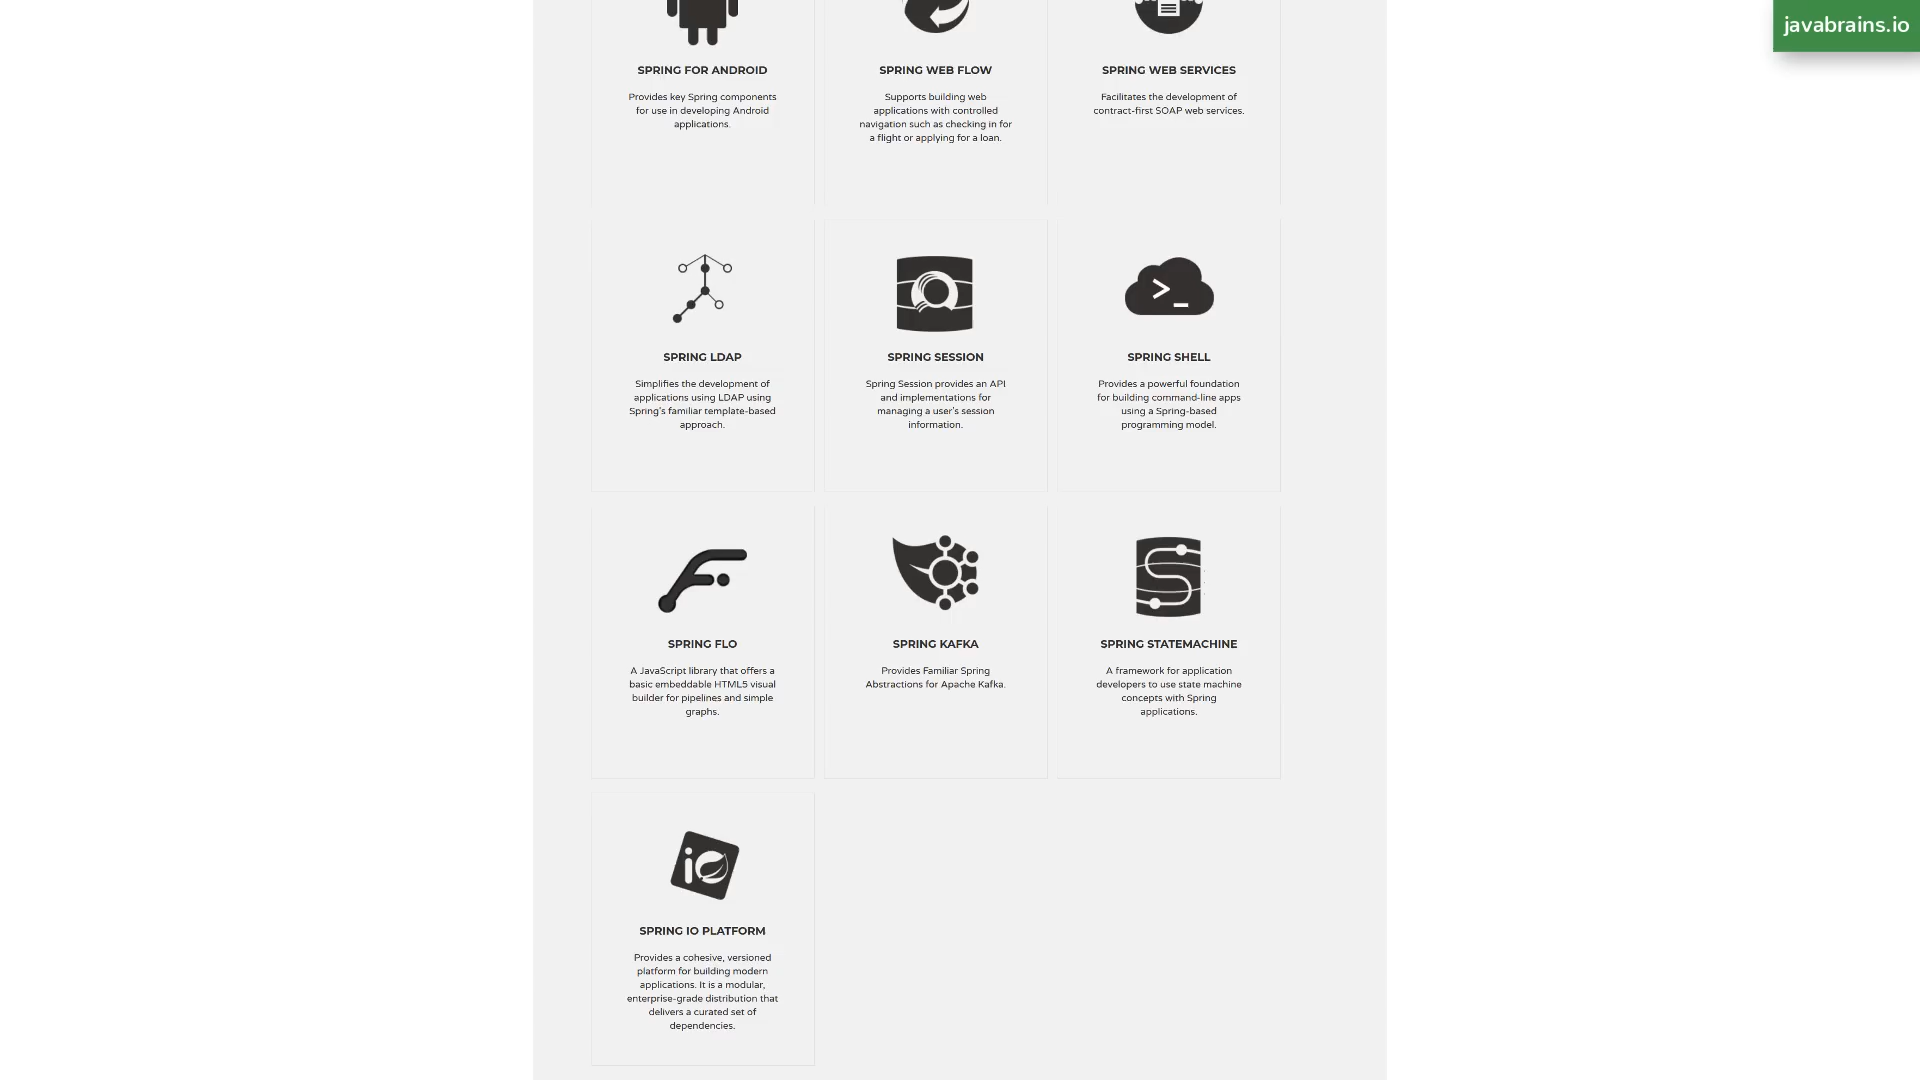 javabrains.io
SPRING FOR ANDROID
Provides key Spring components
for use in developing Android
applications.
SPRING WEB FLOW
Supports building web
applications with controlled
navigation such as checking in for
a flight or applying for a loan.
SPRING WEB SERVICES
Facilitates the development of
contract-first SOAP web services.
SPRING LDAP
Simplifies the development of
applications using LDAP using
Spring's familiar template-based
approach.
SPRING SESSION
Spring Session provides an API
and implementations for
managing a user's session
information.
SPRING SHELL
Provides a powerful foundation
for building command-line apps
using a Spring-based
programming model.
SPRING FLO
A JavaScript library that offers a
basic embeddable HTML5 visual
builder for pipelines and simple
graphs.
SPRING KAFKA
Provides Familiar Spring
Abstractions for Apache Kafka.
SPRING STATEMACHINE
A framework for application
developers to use state machine
concepts with Spring
applications.
SPRING IO PLATFORM
Provides a cohesive, versioned
platform for building modern
applications. It is a modular,
enterprise-grade distribution that
delivers a curated set of
dependencies.